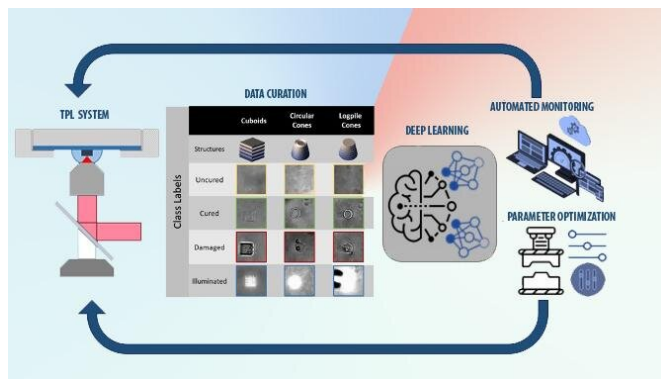 TPL SYSTEM
DATA CURATION
Cuboids
Circular
Cones
Logpile
Cones
Class Labels
Structures
Uncured
Cured
Damaged
Illuminated
DEEP LEARNING
AUTOMATED MONITORING
PARAMETER OPTIMIZATION